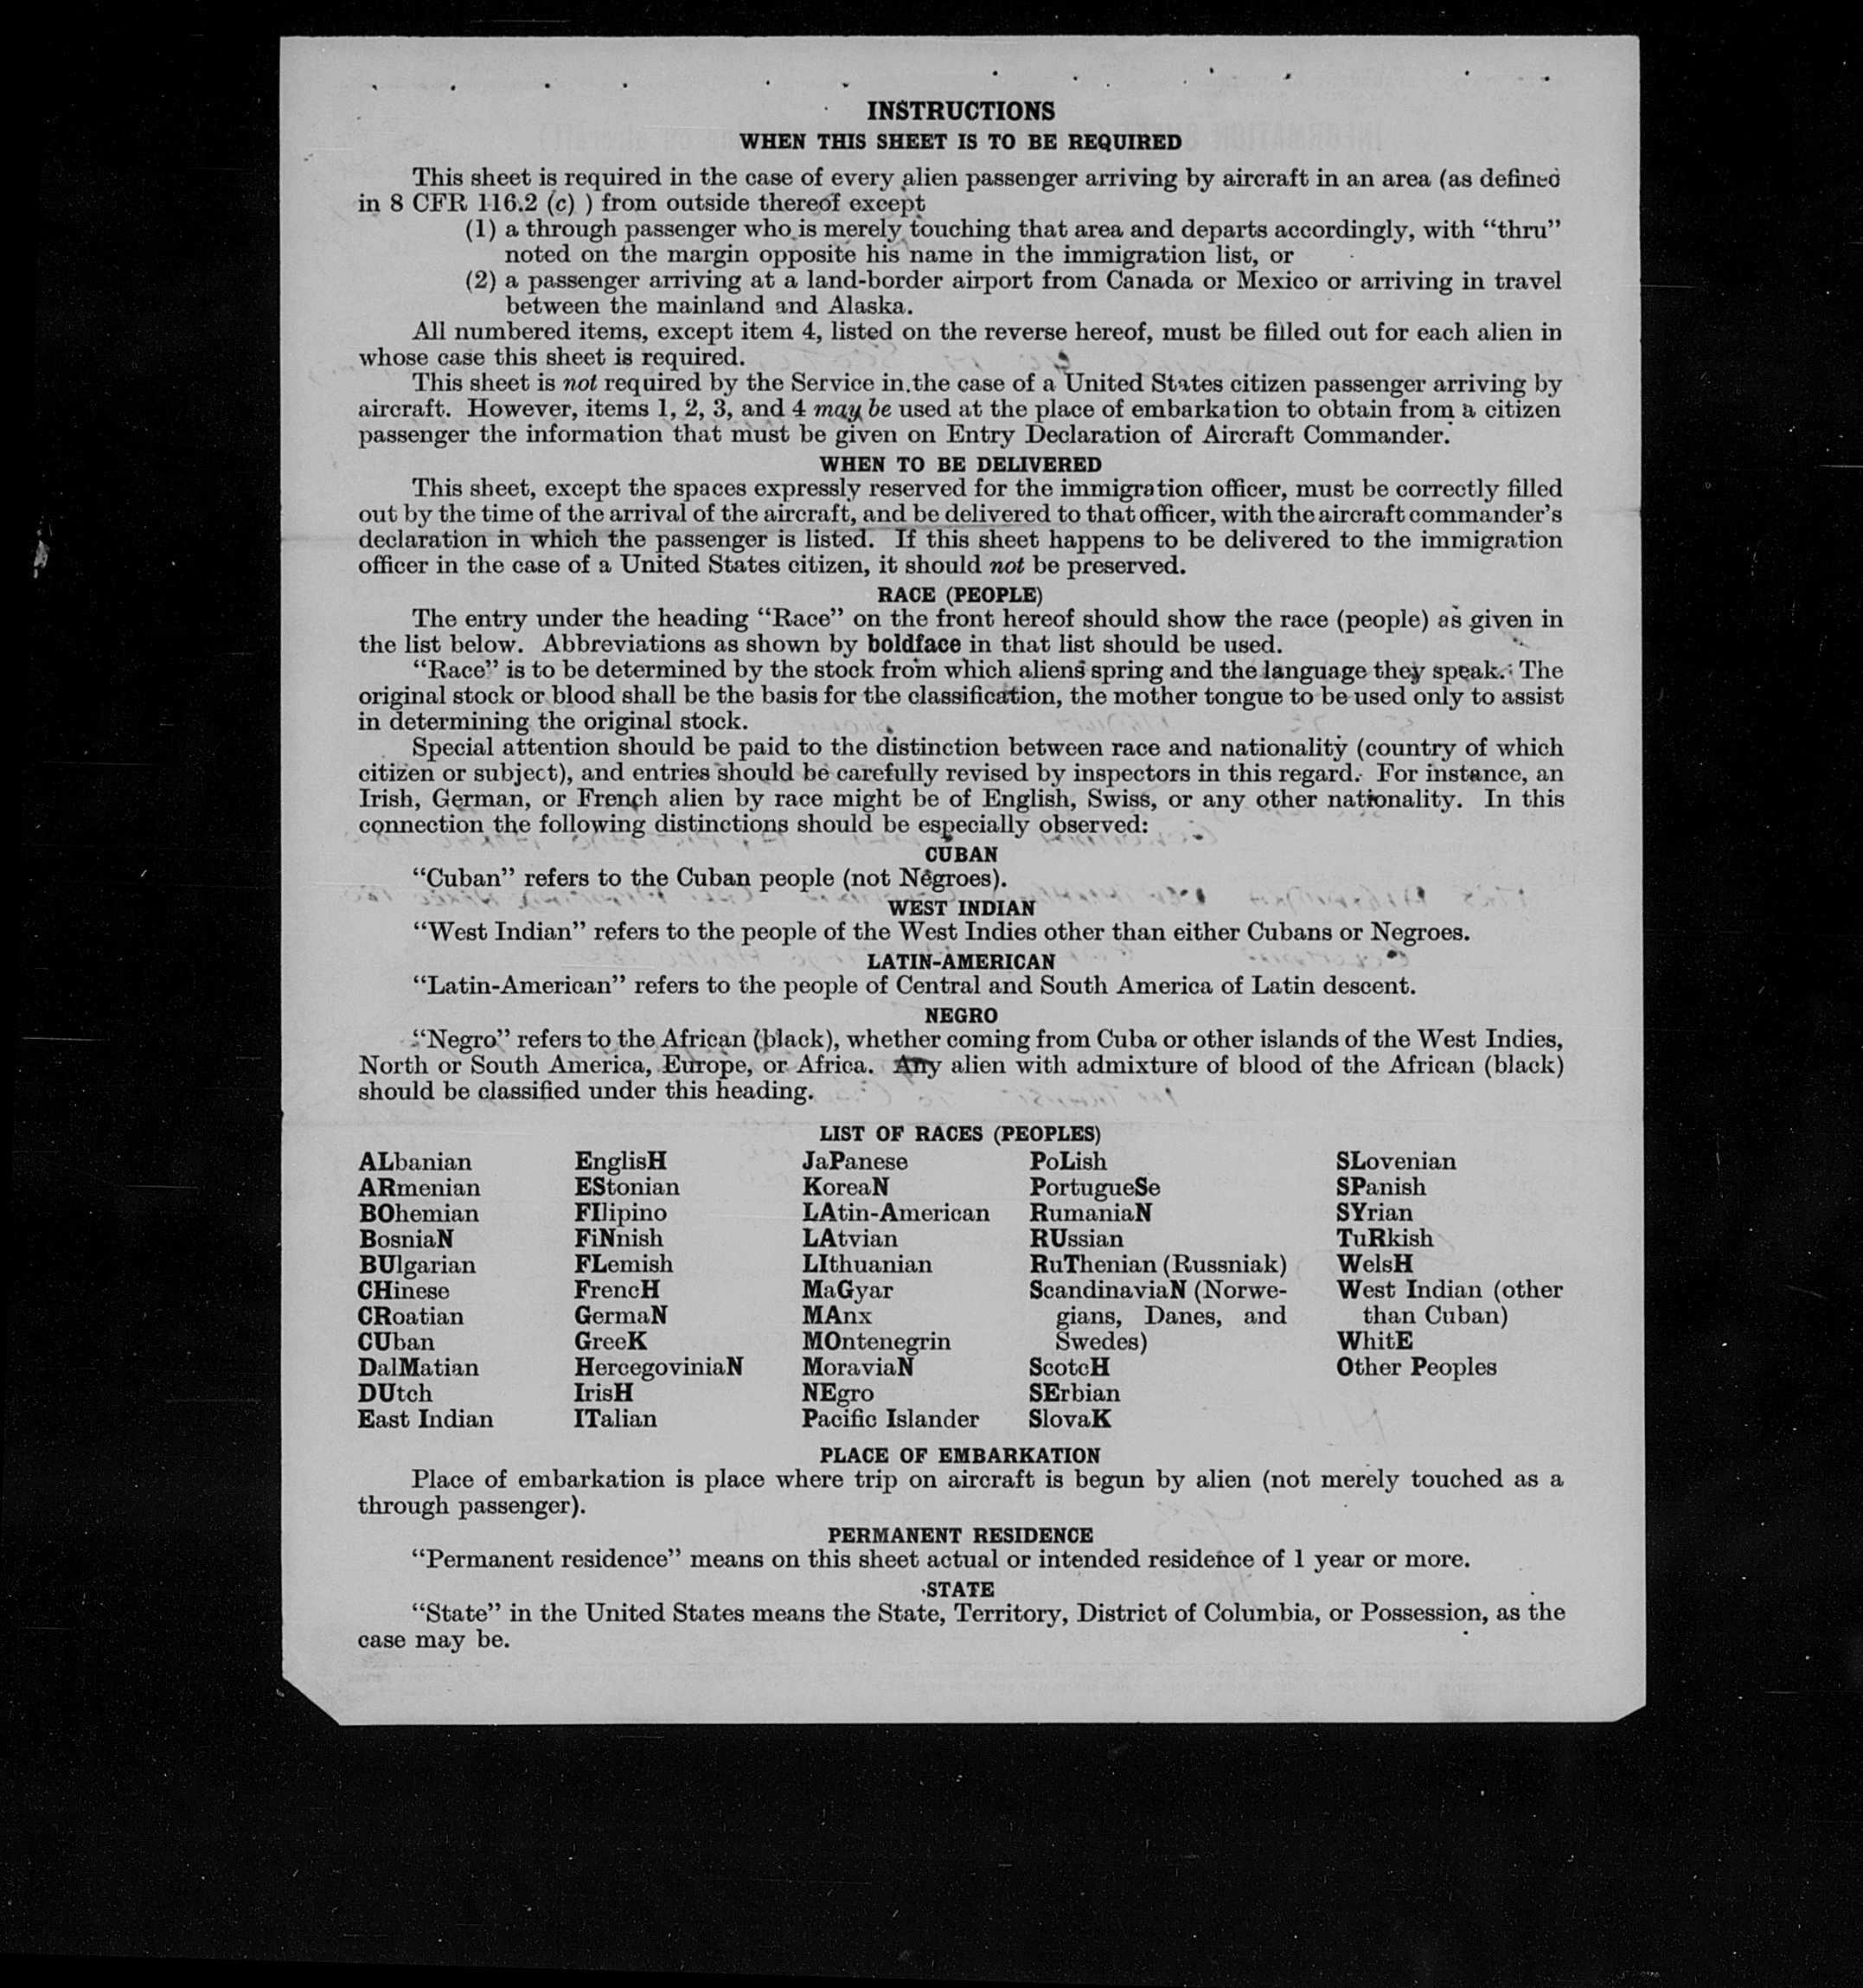 INSTRUCTIONS
WHEN THIS SHEET IS TO BE REQUIRED
This sheet is required in the case of every alien passenger arriving by aircraft in an area (as defined
in 8 CFR 116.2 (c) ) from outside thereof except
(1) a through passenger who is merely touching that area and departs accordingly, with “thru”
noted on the margin opposite his name in the immigration list, or
(2) a passenger arriving at a land-border airport from Canada or Mexico or arriving in travel
between the mainland and Alaska.
All numbered items, except item 4, listed on the reverse hereof, must be filled out for each alien in
whose case this sheet is required.
This sheet is not required by the Service in the case of a United States citizen passenger arriving by
aircraft. However, items 1, 2, 3, and 4 may be used at the place of embarkation to obtain from a citizen
passenger the information that must be given on Entry Declaration of Aircraft Commander.
WHEN TO BE DELIVERED
This sheet, except the spaces expressly reserved for the immigration officer, must be correctly filled
out by the time of the arrival of the aircraft, and be delivered to that officer, with the aircraft commander’s
declaration in which the passenger is listed. If this sheet happens to be delivered to the immigration
officer in the case of a United States citizen, it should not be preserved.
RACE (PEOPLE)
The entry under the heading “Race” on the front hereof should show the race (people) as given in
the list below. Abbreviations as shown by boldface in that list should be used.
“Race” is to be determined by the stock from which aliens spring and the language they speak. The
original stock or blood shall be the basis for the classification, the mother tongue to be used only to assist
in determining the original stock.
Special attention should be paid to the distinction between race and nationality (country of which
citizen or subject), and entries should be carefully revised by inspectors in this regard. For instance, an
Irish, German, or French alien by race might be of English, Swiss, or any other nationality. In this
connection the following distinctions should be especially observed:
CUBAN
“Cuban” refers to the Cuban people (not Negroes).
WEST INDIAN
“West Indian” refers to the people of the West Indies other than either Cubans or Negroes.
LATIN-AMERICAN
“Latin-American” refers to the people of Central and South America of Latin descent.
NEGRO
“Negro” refers to the African (black), whether coming from Cuba or other islands of the West Indies,
North or South America, Europe, or Africa. Any alien with admixture of blood of the African (black)
should be classified under this heading.
LIST OF RACES (PEOPLES)
ALbanian
ARmenian
BOhemian
BosniaN
BUlgarian
CHinese
CRoatian
CUban
DalMatian
DUtch
East Indian
EnglisH
EStonian
FIlipino
FiNnish
FLemish
FrencH
GermaN
GreeK
HercegoviniaN
IrisH
ITalian
JaPanese
KoreaN
LAtin-American
LAtvian
LIthuanian
MaGyar
MAnx
MOntenegrin
MoraviaN
NEgro
Pacific Islander
PoLish
PortugueSe
RumaniaN
RUssian
RuThenian (Russniak)
ScandinaviaN (Norwe-
gians, Danes, and
Swedes)
ScotcH
SErbian
SlovaK
SLovenian
SPanish
SYrian
TuRkish
WelsH
West Indian (other
than Cuban)
WhitE
Other Peoples
PLACE OF EMBARKATION
Place of embarkation is place where trip on aircraft is begun by alien (not merely touched as a
through passenger).
PERMANENT RESIDENCE
“Permanent residence” means on this sheet actual or intended residence of 1 year or more.
STATE
“State” in the United States means the State, Territory, District of Columbia, or Possession, as the
case may be.